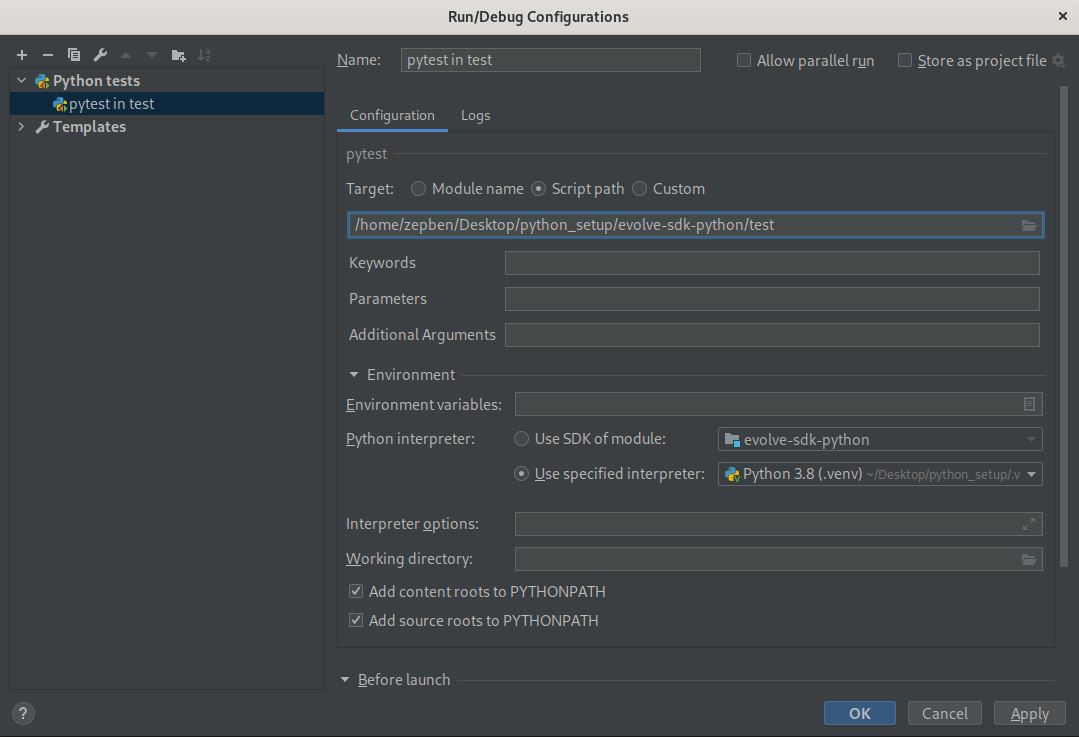 Run/Debug Configurations
Python tests
pytest in test
Templates
Name: pytest in test Allow parallel run Store as project file
Configuration Logs
pytest
Target: Module name Script path Custom
/home/zepben/Desktop/python_setup/evolve-sdk-python/test
Keywords
Parameters
Additional Arguments
Environment
Environment variables:
Python interpreter: Use SDK of module: evolve-sdk-python
Use specified interpreter: Python 3.8 (.venv) ~/Desktop/python_setup/.v
Interpreter options:
Working directory:
Add content roots to PYTHONPATH
Add source roots to PYTHONPATH
Before launch
? OK Cancel Apply